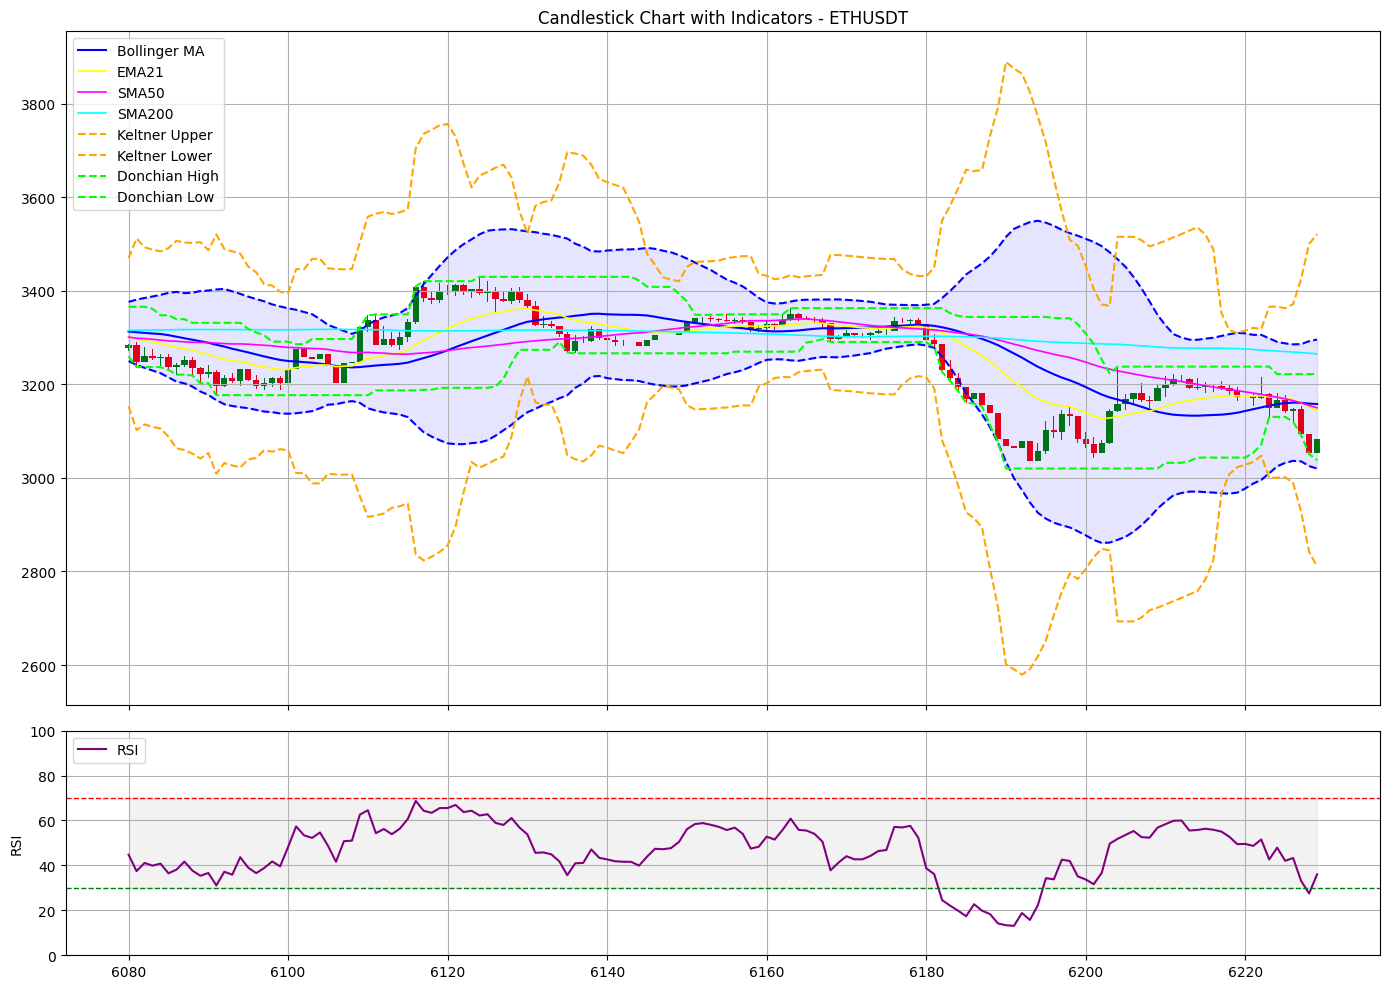 Candlestick Chart with Indicators - ETHUSDT
Bollinger MA
EMA21
SMA50
SMA200
Keltner Upper
Keltner Lower
Donchian High
Donchian Low
3800
3600
3400
3200
3000
2800
2600
RSI
100
80
60
40
20
0
RSI
6080 6100 6120 6140 6160 6180 6200 6220